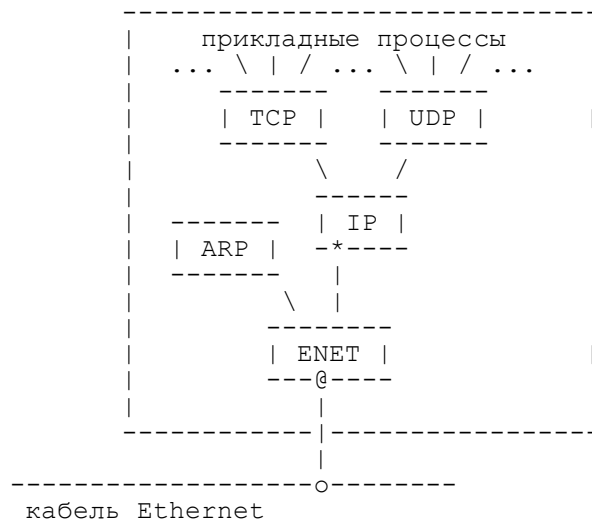 прикладные процессы
... \ | / ... \ | / ...
TCP UDP
IP
ARP
ENET
@
кабель Ethernet